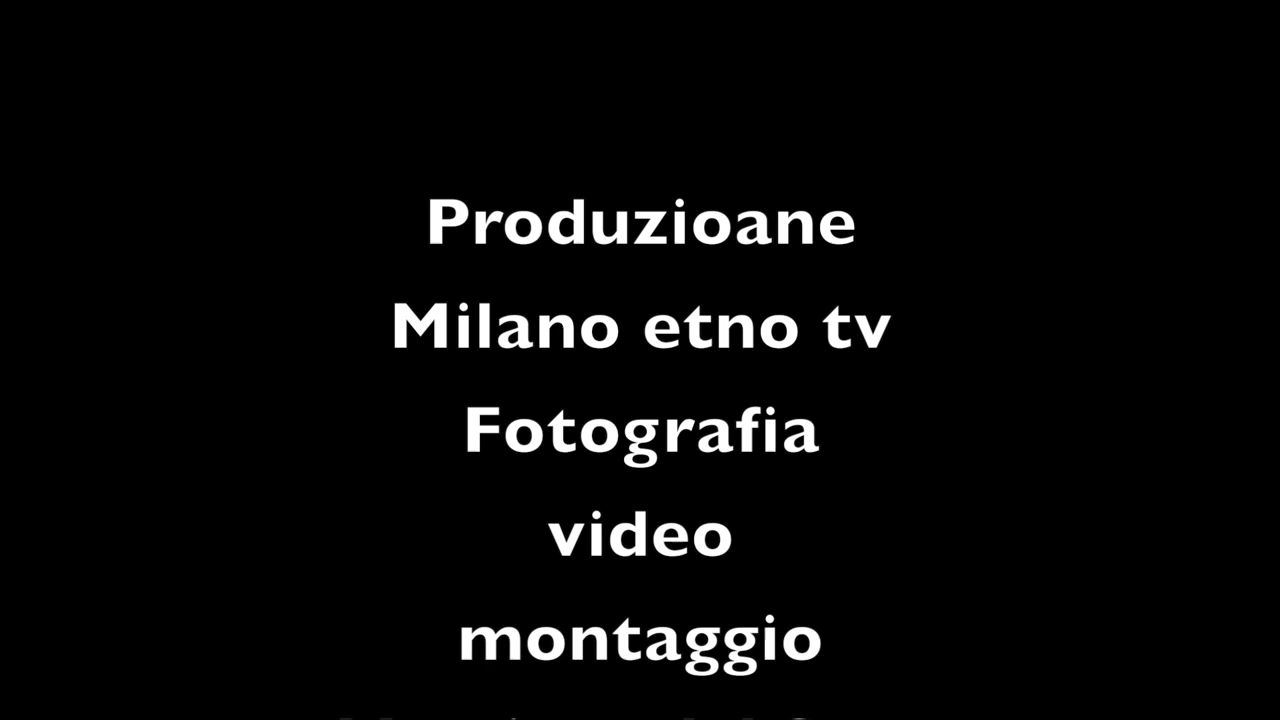 Produzioane
Milano etno tv
Fotografia
video
montaggio